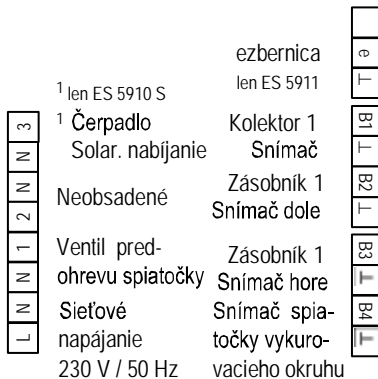 ezbernica
len ES 5911
e
⊥
¹ len ES 5910 S
¹ Čerpadlo
Solar. nabíjanie
3
N
Neobsadené
N
2
Ventil pred-
ohrevu spiatočky
1
N
Sieťové
napájanie
230 V / 50 Hz
N
L
Kolektor 1
Snímač
B1
⊥
Zásobník 1
Snímač dole
B2
⊥
Zásobník 1
Snímač hore
B3
⊥
Snímač spia-
točky vykuro-
vacieho okruhu
B4
⊥